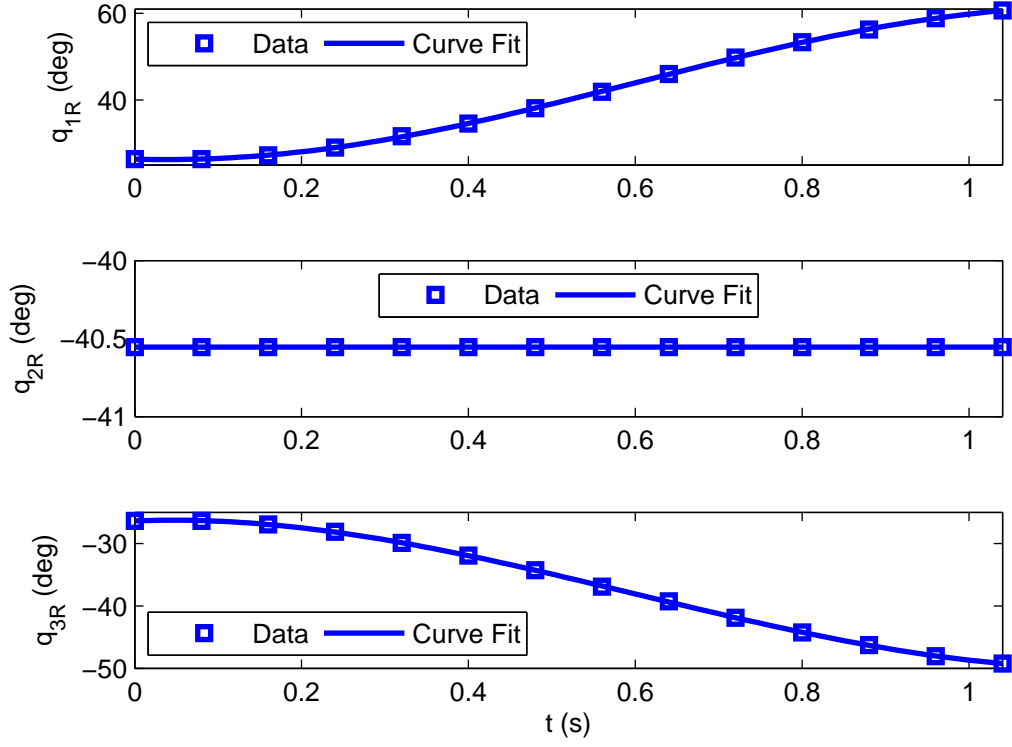 60
40
q1R (deg)
Data Curve Fit
0 0.2 0.4 0.6 0.8 1
−40
−40.5
−41
q2R (deg)
Data Curve Fit
0 0.2 0.4 0.6 0.8 1
−30
−40
−50
q3R (deg)
Data Curve Fit
0 0.2 0.4 0.6 0.8 1
t (s)